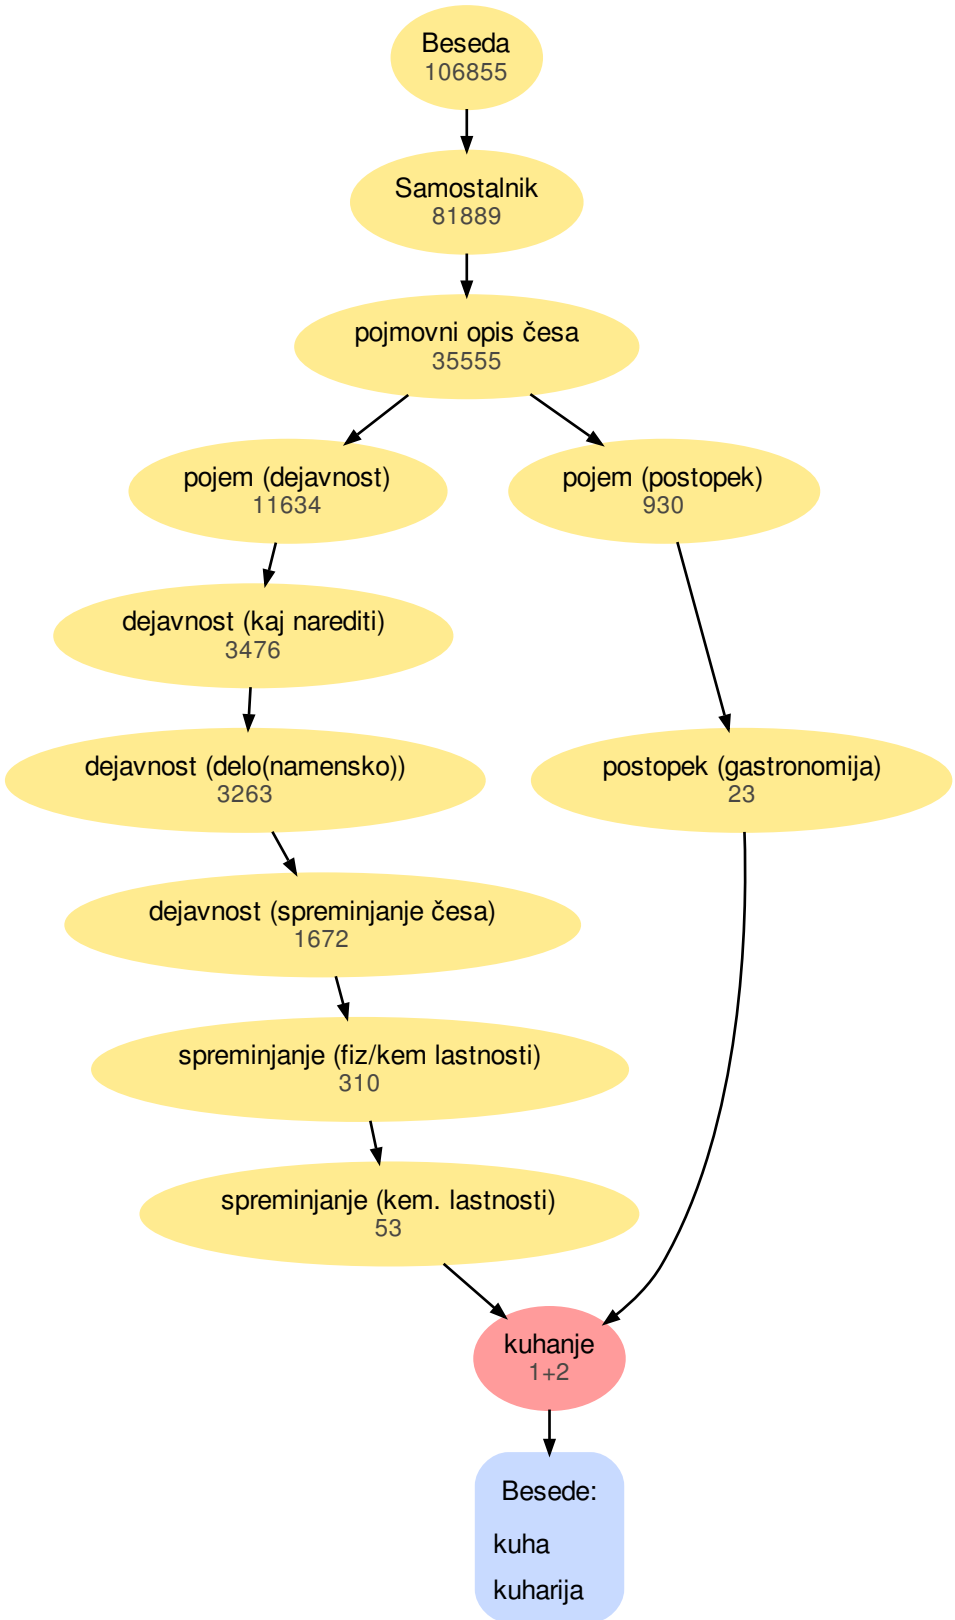 Beseda
106855
Samostalnik
81889
pojmovni opis česa
35555
pojem (dejavnost)
11634
pojem (postopek)
930
dejavnost (kaj narediti)
3476
dejavnost (delo(namensko))
3263
postopek (gastronomija)
23
dejavnost (spreminjanje česa)
1672
spreminjanje (fiz/kem lastnosti)
310
spreminjanje (kem. lastnosti)
53
kuhanje
1+2
Besede:
kuha
kuharija